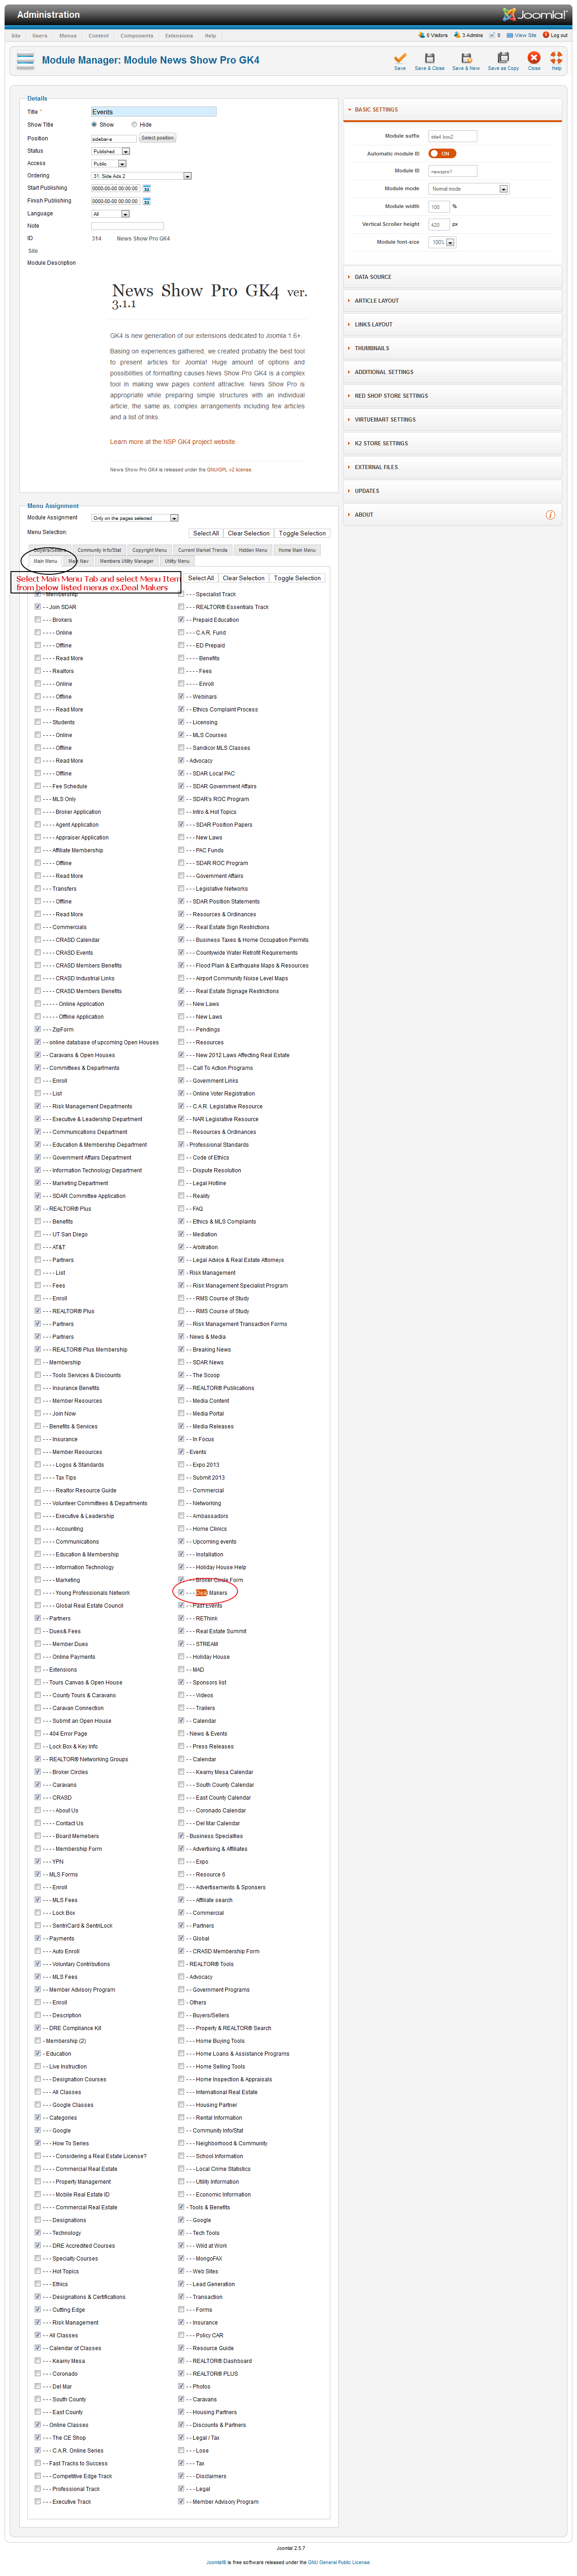 Administration
Joomla!
Site Users Menus Content Components Extensions Help
0 Visitors 3 Admins 0 View Site Log out
Module Manager: Module News Show Pro GK4
Save Save & Close Save & New Save as Copy Close Help
Details
Title * Events
Show Title Show Hide
Position sidebar-a Select position
Status Published
Access Public
Ordering 31. Side Ads 2
Start Publishing 0000-00-00 00:00:00
Finish Publishing 0000-00-00 00:00:00
Language All
Note
ID 314 News Show Pro GK4
Site
Module Description
News Show Pro GK4 ver.
3.1.1
GK4 is new generation of our extensions dedicated to Joomla 1.6+.
Basing on experiences gathered, we created probably the best tool
to present articles for Joomla! Huge amount of options and
possibilities of formatting causes News Show Pro GK4 is a complex
tool in making www pages content attractive. News Show Pro is
appropriate while preparing simple structures with an individual
article, the same as, complex arrangements including few articles
and a list of links.
Learn more at the NSP GK4 project website.
News Show Pro GK4 is released under the GNU/GPL v2 license.
BASIC SETTINGS
Module suffix title4 box2
Automatic module ID ON
Module ID newspro1
Module mode Normal mode
Module width 100 %
Vertical Scroller height 420 px
Module font-size 100%
DATA SOURCE
ARTICLE LAYOUT
LINKS LAYOUT
THUMBNAILS
ADDITIONAL SETTINGS
RED SHOP STORE SETTINGS
VIRTUEMART SETTINGS
K2 STORE SETTINGS
EXTERNAL FILES
UPDATES
ABOUT
Menu Assignment
Module Assignment Only on the pages selected
Menu Selection: Select All Clear Selection Toggle Selection
Buyers/Sellers Community Info/Stat Copyright Menu Current Market Trends Hidden Menu Home Main Menu
Main Menu Main Nav Members Utility Manager Utility Menu
Select Main Menu Tab and select Menu Item
from below listed menus ex.Deal Makers
Select All Clear Selection Toggle Selection
- Membership
- - Join SDAR
- - - Brokers
- - - - Online
- - - - Offline
- - - - Read More
- - - Realtors
- - - - Online
- - - - Offline
- - - - Read More
- - - Students
- - - - Online
- - - - Offline
- - - - Read More
- - - - Offline
- - - Fee Schedule
- - - MLS Only
- - - - Broker Application
- - - - Agent Application
- - - - Appraiser Application
- - - Affiliate Membership
- - - - Offline
- - - - Read More
- - - Transfers
- - - - Offline
- - - - Read More
- - - Commercials
- - - - CRASD Calendar
- - - - CRASD Events
- - - - CRASD Members Benefits
- - - - CRASD Industrial Links
- - - - CRASD Members Benefits
- - - - - Online Application
- - - - - Offline Application
- - - ZipForm
- - online database of upcoming Open Houses
- - Caravans & Open Houses
- - Committees & Departments
- - - Enroll
- - - List
- - - Risk Management Departments
- - - Executive & Leadership Department
- - - Communications Department
- - - Education & Membership Department
- - - Government Affairs Department
- - - Information Technology Department
- - - Marketing Department
- - - SDAR Committee Application
- - REALTOR® Plus
- - - Benefits
- - - UT San Diego
- - - AT&T
- - - Partners
- - - - List
- - - Fees
- - - Enroll
- - - REALTOR® Plus
- - - Partners
- - - Partners
- - - REALTOR® Plus Membership
- - Membership
- - - Tools Services & Discounts
- - - Insurance Benefits
- - - Member Resources
- - - Join Now
- - Benefits & Services
- - - Insurance
- - - Member Resources
- - - - Logos & Standards
- - - - Tax Tips
- - - - Realtor Resource Guide
- - - Volunteer Committees & Departments
- - - - Executive & Leadership
- - - - Accounting
- - - - Communications
- - - - Education & Membership
- - - - Information Technology
- - - - Marketing
- - - - Young Professionals Network
- - - - Global Real Estate Council
- - Partners
- - Dues& Fees
- - - Member Dues
- - - Online Payments
- - Extensions
- - Tours Canvas & Open House
- - - County Tours & Caravans
- - - Caravan Connection
- - - Submit an Open House
- - 404 Error Page
- - Lock Box & Key Info
- - REALTOR® Networking Groups
- - - Broker Circles
- - - Caravans
- - - CRASD
- - - - About Us
- - - - Contact Us
- - - - Board Memebers
- - - - Membership Form
- - - YPN
- - MLS Forms
- - - Enroll
- - - MLS Fees
- - - Lock Box
- - - SentriCard & SentriLock
- - Payments
- - - Auto Enroll
- - - Voluntary Contributions
- - - MLS Fees
- - Member Advisory Program
- - - Enroll
- - - Description
- - DRE Compliance Kit
- Membership (2)
- Education
- - Live Instruction
- - - Designation Courses
- - - All Classes
- - - Google Classes
- - Categories
- - - Google
- - - How To Series
- - - - Considering a Real Estate License?
- - - - Commercial Real Estate
- - - - Property Management
- - - - Mobile Real Estate ID
- - - - Commercial Real Estate
- - - Designations
- - - Technology
- - - DRE Accredited Courses
- - - Specialty Courses
- - - Hot Topics
- - - Ethics
- - - Designations & Certifications
- - - Cutting Edge
- - - Risk Management
- - All Classes
- - Calendar of Classes
- - - Kearny Mesa
- - - Coronado
- - - Del Mar
- - - South County
- - - East County
- - Online Classes
- - - The CE Shop
- - - C.A.R. Online Series
- - Fast Tracks to Success
- - - Competitive Edge Track
- - - Professional Track
- - - Executive Track
- - - Specialist Track
- - - REALTOR® Essentials Track
- - Prepaid Education
- - - C.A.R. Fund
- - - ED Prepaid
- - - - Benefits
- - - - Fees
- - - - Enroll
- - Webinars
- - Ethics Complaint Process
- - Licensing
- - MLS Courses
- - Sandicor MLS Classes
- Advocacy
- - SDAR Local PAC
- - SDAR Government Affairs
- - SDAR's ROC Program
- - Intro & Hot Topics
- - SDAR Position Papers
- - - New Laws
- - - PAC Funds
- - - SDAR ROC Program
- - - Government Affairs
- - - Legislative Networks
- - SDAR Position Statements
- - Resources & Ordinances
- - - Real Estate Sign Restrictions
- - - Business Taxes & Home Occupation Permits
- - - Countywide Water Retrofit Requirements
- - - Flood Plain & Earthquake Maps & Resources
- - - Airport Community Noise Level Maps
- - - Real Estate Signage Restrictions
- - New Laws
- - - New Laws
- - - Pendings
- - - Resources
- - - New 2012 Laws Affecting Real Estate
- - Call To Action Programs
- - Government Links
- - Online Voter Registration
- - C.A.R. Legislative Resource
- - NAR Legislative Resource
- - Resources & Ordinances
- Professional Standards
- - Code of Ethics
- - Dispute Resolution
- - Legal Hotline
- - Reality
- - FAQ
- - Ethics & MLS Complaints
- - Mediation
- - Arbitration
- - Legal Advice & Real Estate Attorneys
- Risk Management
- - Risk Management Specialist Program
- - - RMS Course of Study
- - - RMS Course of Study
- - Risk Management Transaction Forms
- News & Media
- - Breaking News
- - SDAR News
- - The Scoop
- - REALTOR® Publications
- - Media Content
- - Media Portal
- - Media Releases
- - In Focus
- Events
- - Expo 2013
- - Submit 2013
- - Commercial
- - Networking
- - Ambassadors
- - Home Clinics
- - Upcoming events
- - - Installation
- - - Holiday House Help
- - - Broker Circle Form
- - - Deal Makers
- - Past Events
- - - REThink
- - - Real Estate Summit
- - - STREAM
- - Holiday House
- - MAD
- - Sponsors list
- - - Videos
- - - Trailers
- - Calendar
- News & Events
- - Press Releases
- - Calendar
- - - Kearny Mesa Calendar
- - - South County Calendar
- - - East County Calendar
- - - Coronado Calendar
- - - Del Mar Calendar
- Business Specialties
- - Advertising & Affiliates
- - - Expo
- - - Resource 6
- - - Advertisements & Sponsers
- - - Affiliate search
- - Commercial
- - Partners
- - Global
- - CRASD Membership Form
- REALTOR® Tools
- Advocacy
- - Government Programs
- Others
- - Buyers/Sellers
- - - Property & REALTOR® Search
- - - Home Buying Tools
- - - Home Loans & Assistance Programs
- - - Home Selling Tools
- - - Home Inspection & Appraisals
- - - International Real Estate
- - - Housing Partner
- - - Rental Information
- - Community Info/Stat
- - - Neighborhood & Community
- - - School Information
- - - Local Crime Statistics
- - - Utility Information
- - - Economic Information
- Tools & Benefits
- - Google
- - Tech Tools
- - - Wild at Work
- - - MongoFAX
- - Web Sites
- - Lead Generation
- - Transaction
- - - Forms
- - Insurance
- - - Policy CAR
- - Resource Guide
- - REALTOR® Dashboard
- - REALTOR® PLUS
- - Photos
- - Caravans
- - Housing Partners
- - Discounts & Partners
- - Legal / Tax
- - - Lose
- - - Tax
- - - Disclaimers
- - - Legal
- - Member Advisory Program
Joomla! 2.5.7
Joomla!® is free software released under the GNU General Public License.